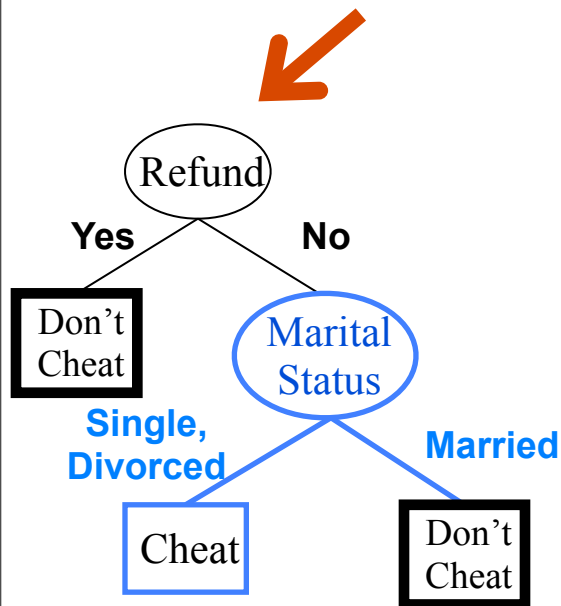 Refund
Yes
No
Don’t
Cheat
Marital
Status
Single,
Divorced
Married
Cheat
Don’t
Cheat